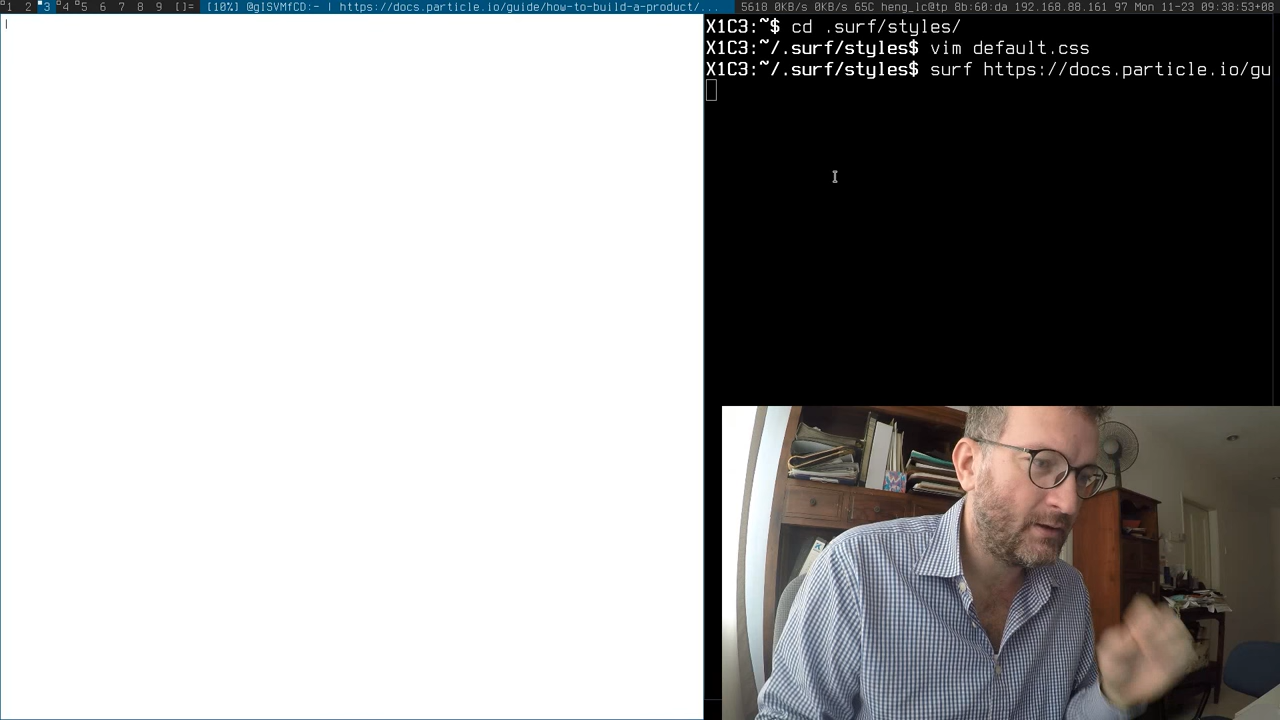 1 2 3 4 5 6 7 8 9 []= [10%] @gISVMfCD:- | https://docs.particle.io/guide/how-to-build-a-product/... 5618 0KB/s 0KB/s 65C heng_lc@tp 8b:60:da 192.168.88.161 97 Mon 11-23 09:38:53+08
X1C3:~$ cd .surf/styles/
X1C3:~/.surf/styles$ vim default.css
X1C3:~/.surf/styles$ surf https://docs.particle.io/gu